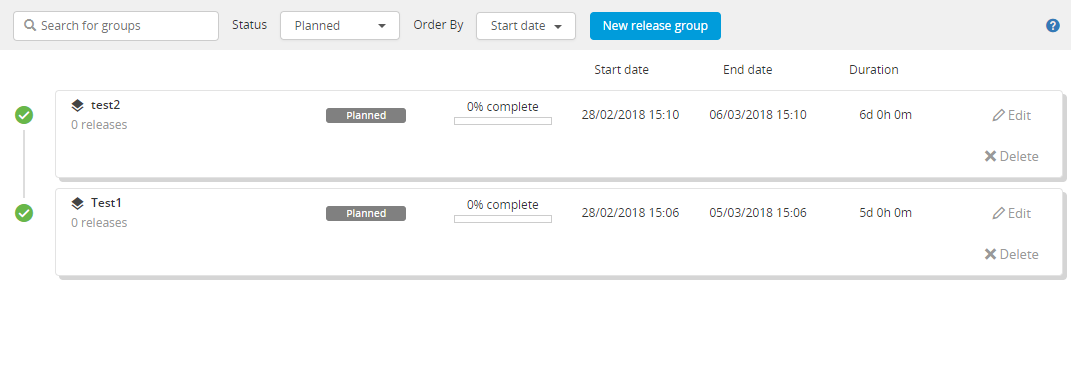 Search for groups Status Planned Order By Start date New release group ?
Start date End date Duration
test2 Planned 0% complete 28/02/2018 15:10 06/03/2018 15:10 6d 0h 0m Edit
0 releases
Delete
Test1 Planned 0% complete 28/02/2018 15:06 05/03/2018 15:06 5d 0h 0m Edit
0 releases
Delete